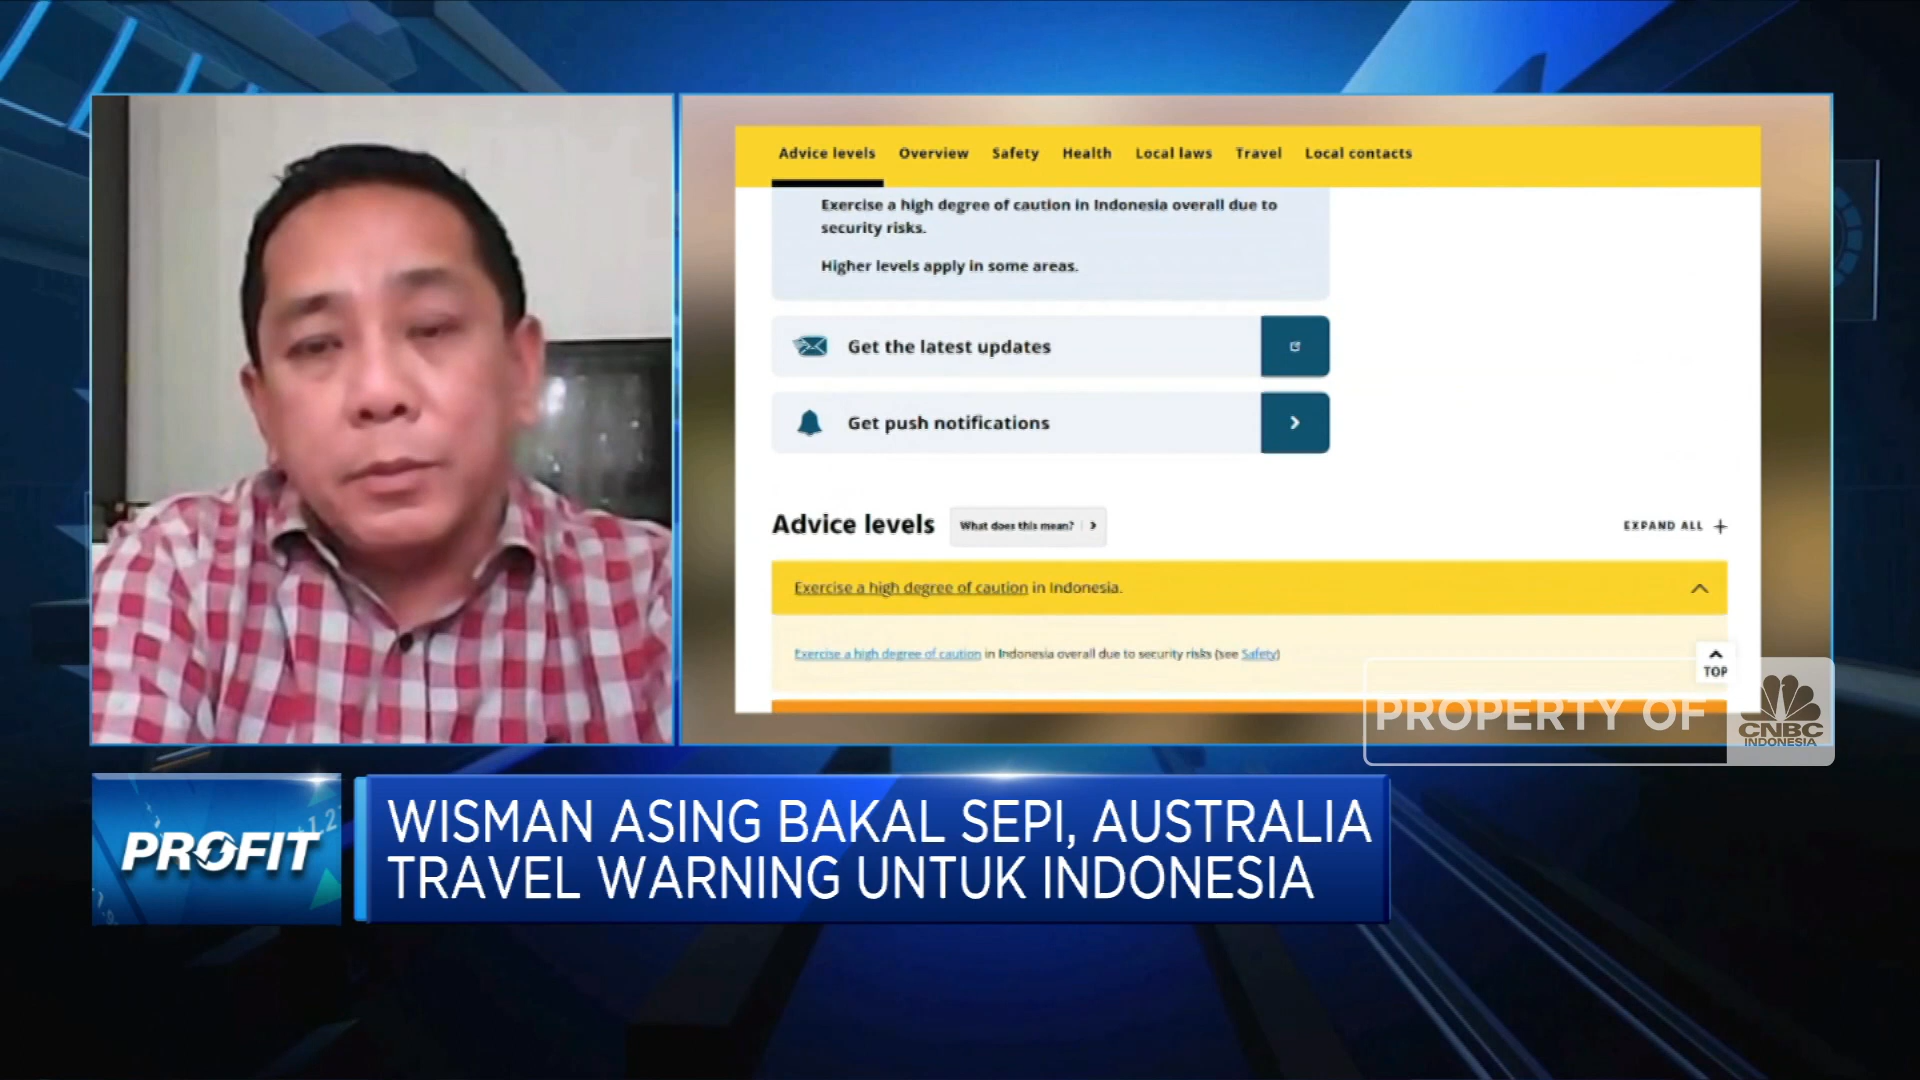 Advice levels Overview Safety Health Local laws Travel Local contacts
Exercise a high degree of caution in Indonesia overall due to
security risks.
Higher levels apply in some areas.
Get the latest updates
Get push notifications
Advice levels What does this mean?
EXPAND ALL +
Exercise a high degree of caution in Indonesia.
Exercise a high degree of caution in Indonesia overall due to security risks (see Safety)
TOP
PROPERTY OF
CNBC
INDONESIA
1.2
PROFIT
WISMAN ASING BAKAL SEPI, AUSTRALIA
TRAVEL WARNING UNTUK INDONESIA